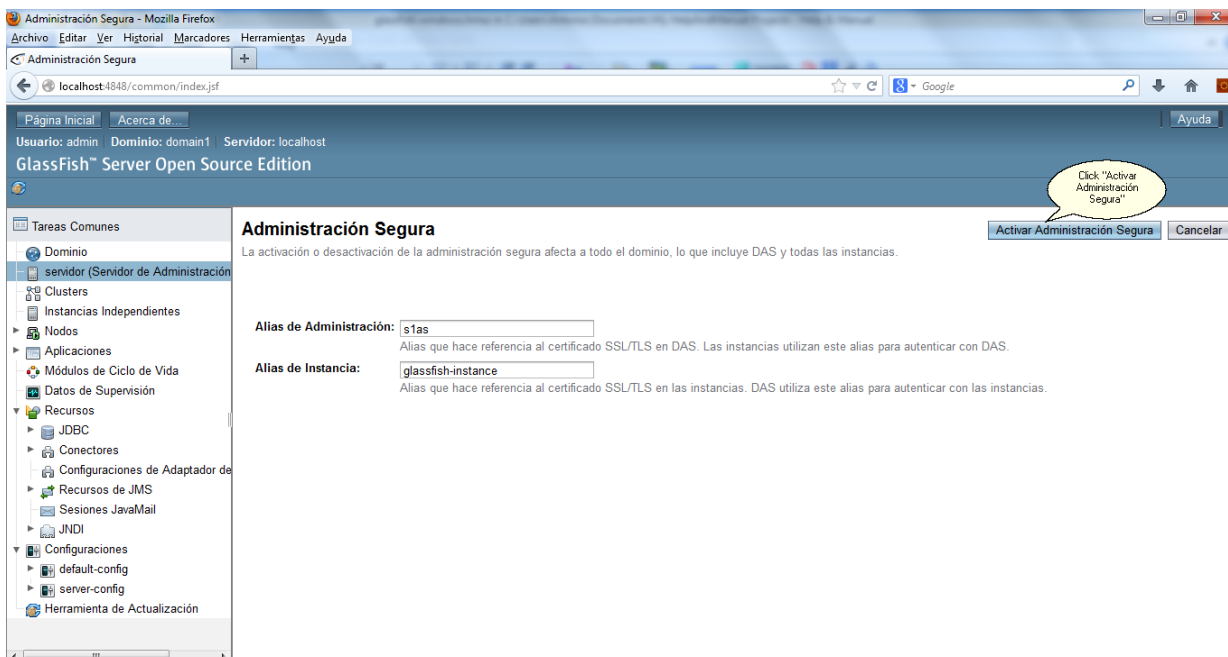 Administración Segura - Mozilla Firefox
Archivo Editar Ver Historial Marcadores Herramientas Ayuda
Administración Segura
localhost:4848/common/index.jsf
Google
Página Inicial Acerca de... Ayuda
Usuario: admin Dominio: domain1 Servidor: localhost
GlassFish™ Server Open Source Edition
Click "Activar
Administración
Segura"
Tareas Comunes
Dominio
servidor (Servidor de Administración
Clusters
Instancias Independientes
Nodos
Aplicaciones
Módulos de Ciclo de Vida
Datos de Supervisión
Recursos
JDBC
Conectores
Configuraciones de Adaptador de
Recursos de JMS
Sesiones JavaMail
JNDI
Configuraciones
default-config
server-config
Herramienta de Actualización
Administración Segura
Activar Administración Segura Cancelar
La activación o desactivación de la administración segura afecta a todo el dominio, lo que incluye DAS y todas las instancias.
Alias de Administración: s1as
Alias que hace referencia al certificado SSL/TLS en DAS. Las instancias utilizan este alias para autenticar con DAS.
Alias de Instancia: glassfish-instance
Alias que hace referencia al certificado SSL/TLS en las instancias. DAS utiliza este alias para autenticar con las instancias.